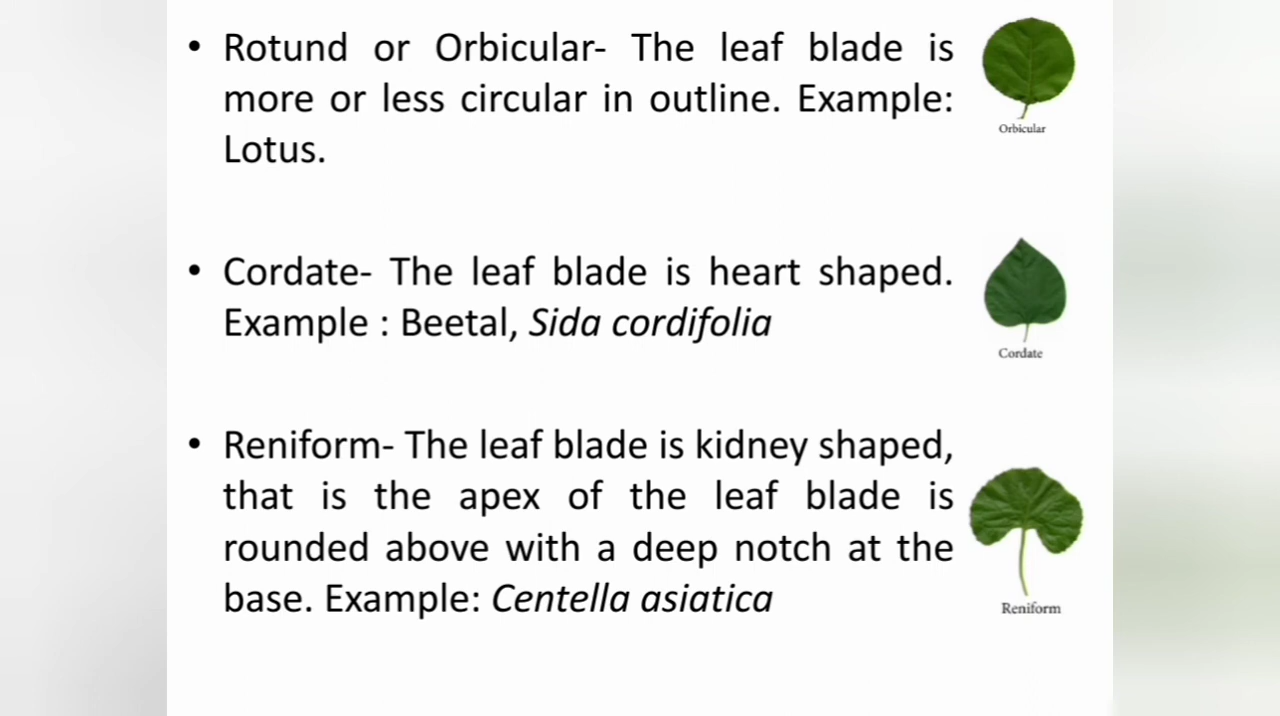 • Rotund or Orbicular- The leaf blade is
more or less circular in outline. Example:
Lotus.
Orbicular
• Cordate- The leaf blade is heart shaped.
Example : Beetal, Sida cordifolia
Cordate
• Reniform- The leaf blade is kidney shaped,
that is the apex of the leaf blade is
rounded above with a deep notch at the
base. Example: Centella asiatica
Reniform